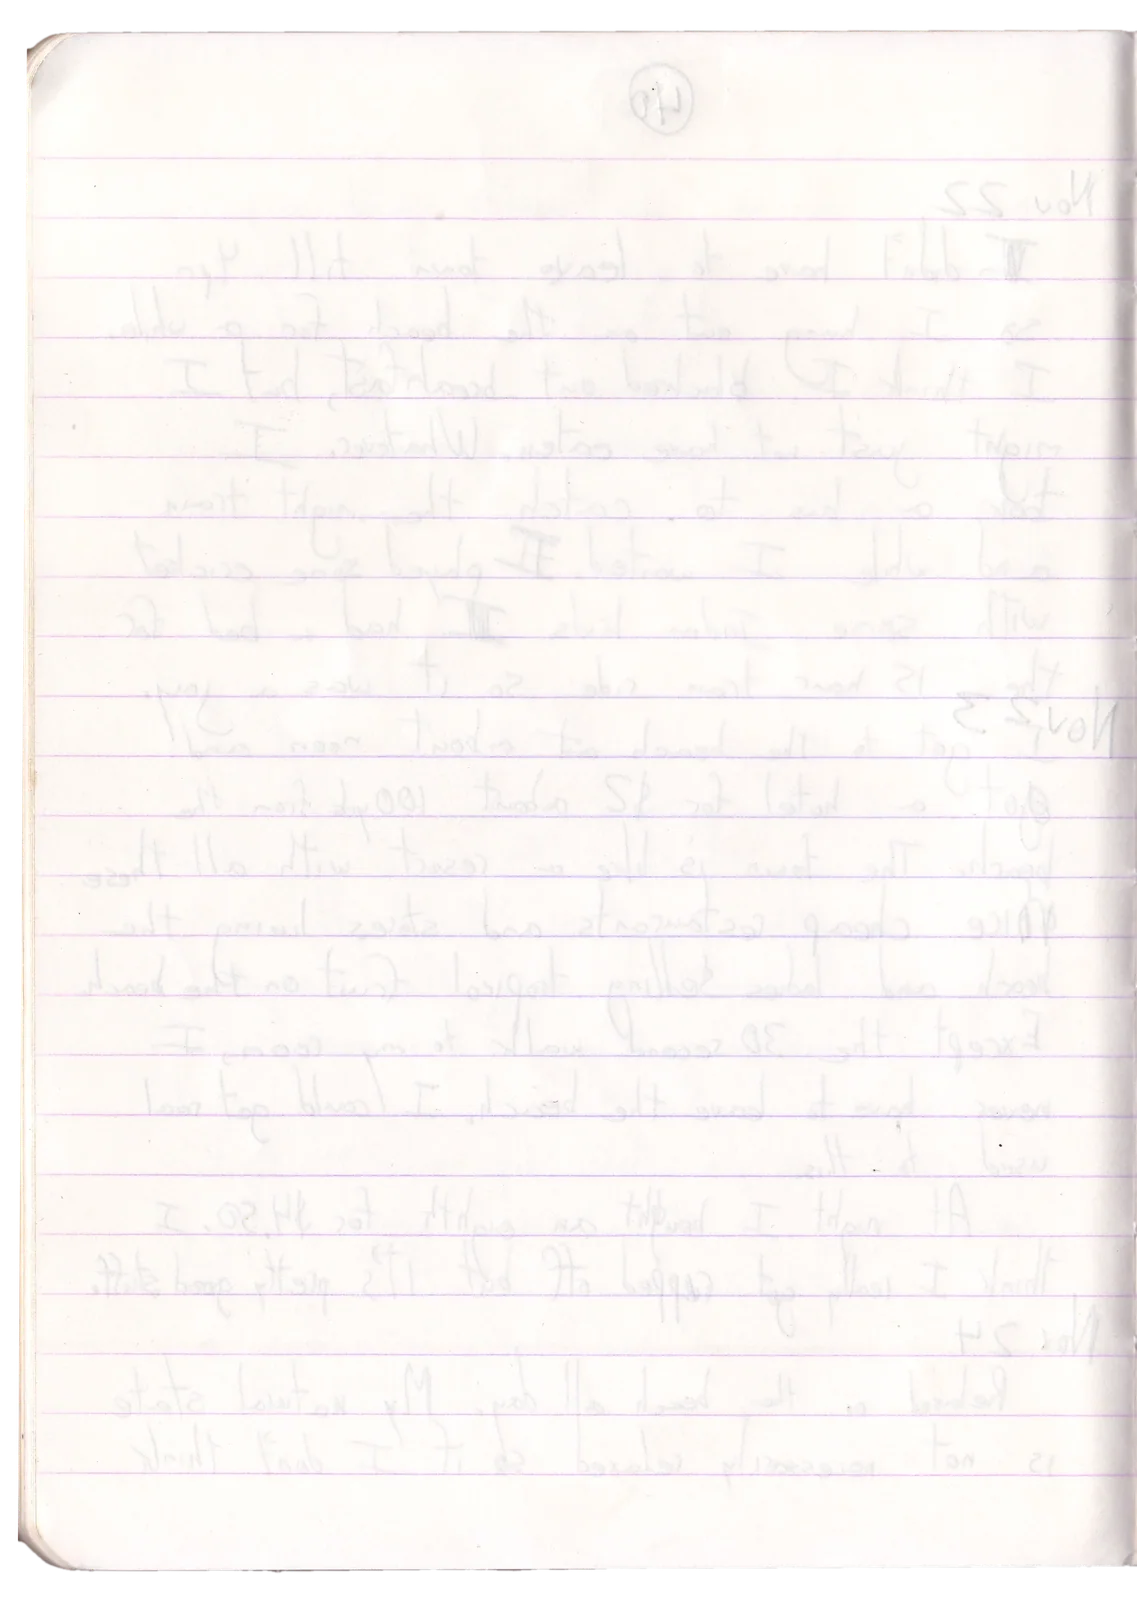 40
Nov 22
I didn't have to leave town till 4pm
so I hung out on the beach for a while.
I think I blacked out breakfast, but I
might just not have eaten. Whatever. I
took a bus to catch the night train
and while I waited, I played some cricket
with some Indian kids. I had a bed for
the 15 hour train ride so it was a joy.
Nov 23
I got to the beach at about noon and
got a hotel for $2 about 100 yds from the
beach. The town is like a resort with all these
nice cheap restaurants and stores lining the
beach and ladies selling tropical fruit on the beach
Except the 30 second walk to my room, I
never have to leave the beach, I could get real
used to this
At night I bought an eighth for $4.50. I
think I really got ripped off but it's pretty good stuff.
Nov 24
Relaxed on the beach all day. My natural state
is not necessarily relaxed so if I don't think